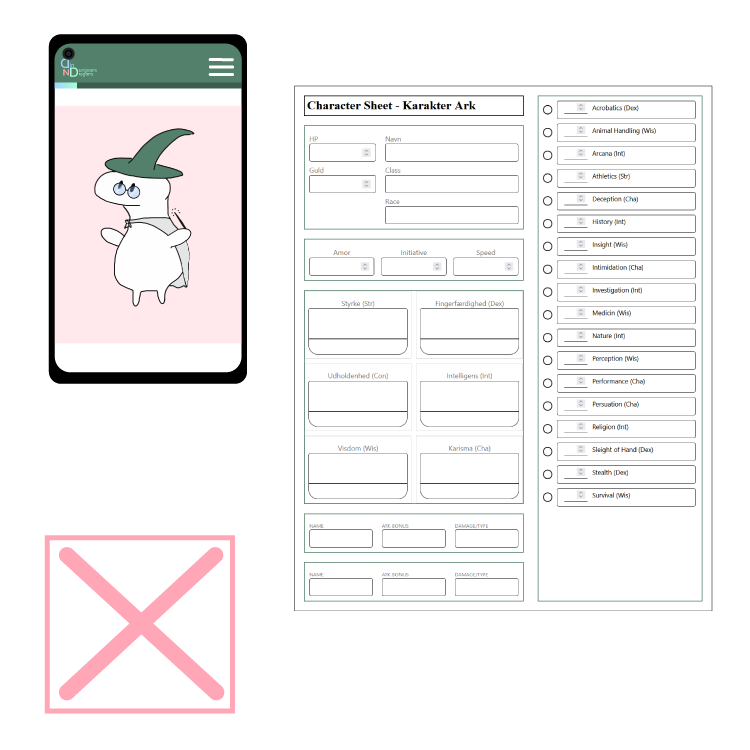 Character Sheet - Karakter Ark
HP
Navn
Guld
Class
Race
Amor
Initiative
Speed
Styrke (Str)
Fingerfærdighed (Dex)
Udholdenhed (Con)
Intelligens (Int)
Visdom (Wis)
Karisma (Cha)
NAME
ATK BONUS
DAMAGE/TYPE
NAME
ATK BONUS
DAMAGE/TYPE
Acrobatics (Dex)
Animal Handling (Wis)
Arcana (Int)
Athletics (Str)
Deception (Cha)
History (Int)
Insight (Wis)
Intimidation (Cha)
Investigation (Int)
Medicin (Wis)
Nature (Int)
Perception (Wis)
Performance (Cha)
Persuation (Cha)
Religion (Int)
Sleight of Hand (Dex)
Stealth (Dex)
Survival (Wis)